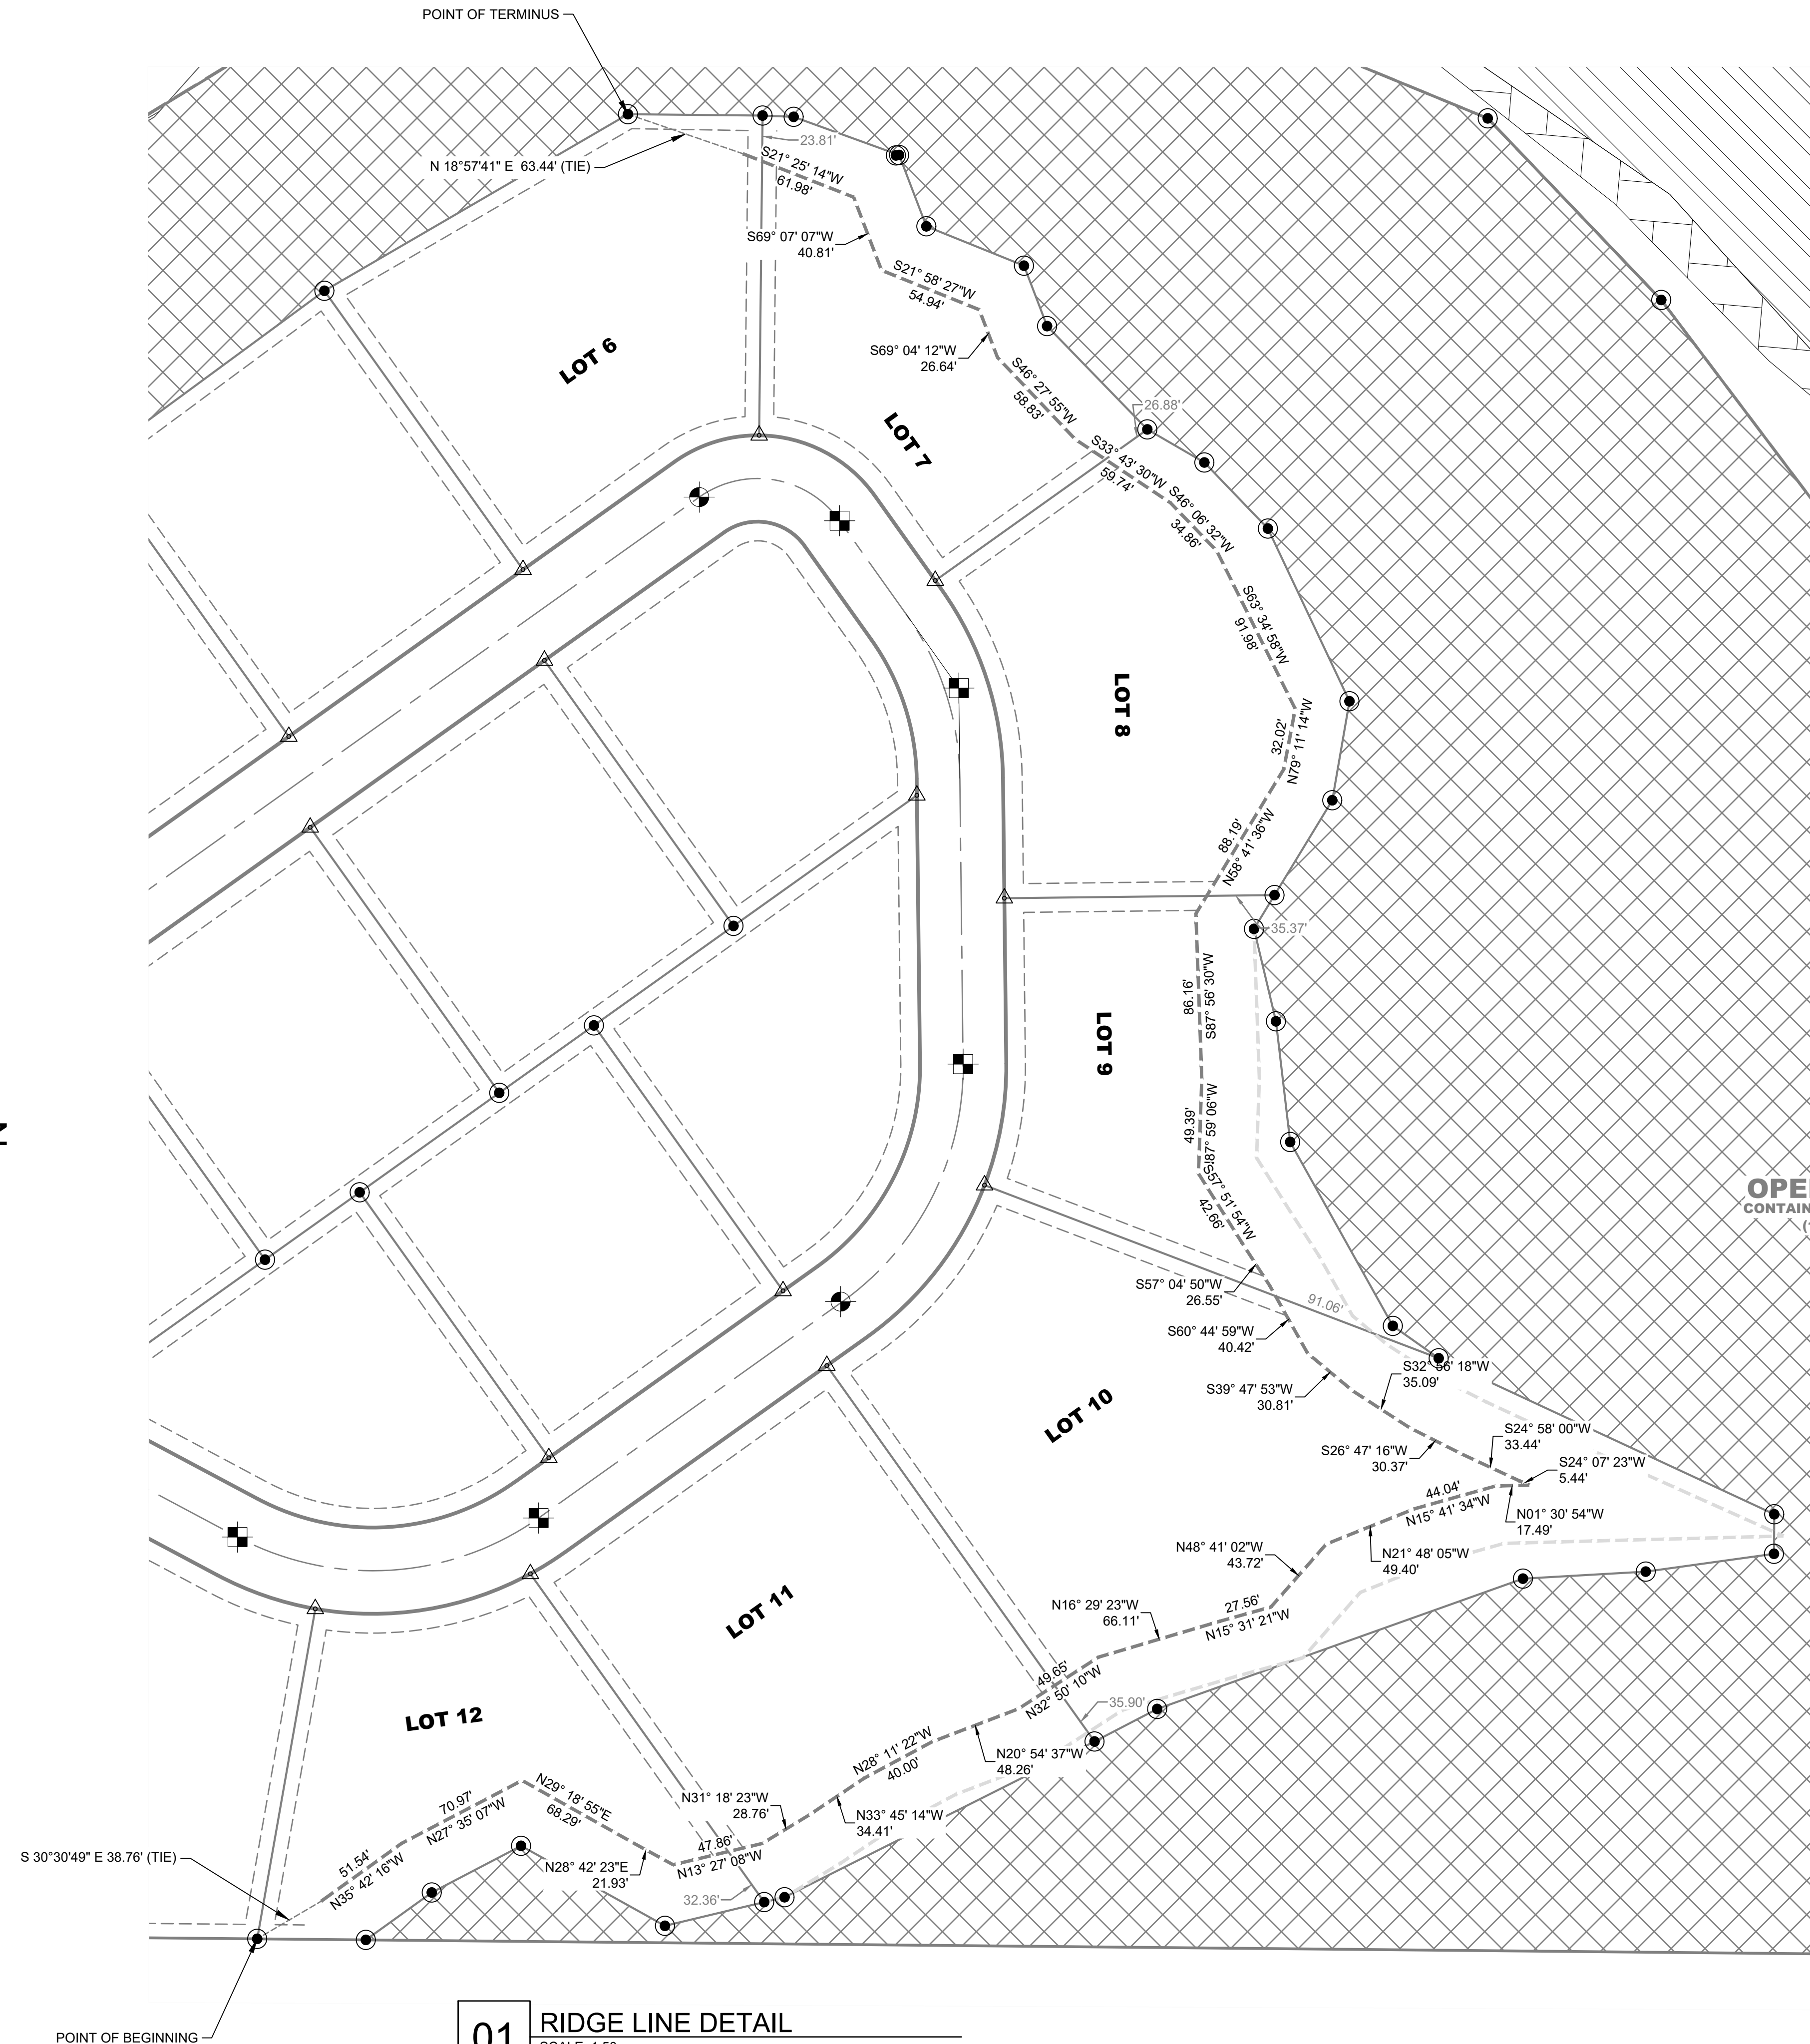 POINT OF TERMINUS
23.81'
N 18°57'41" E  63.44' (TIE)
S21° 25' 14"W
61.98'
S69° 07' 07"W
40.81'
S21° 58' 27"W
54.94'
LOT 6
S69° 04' 12"W
26.64'
S46° 27' 55"W
58.83'
26.88'
LOT 7
S33° 43' 30"W
59.74'
S46° 06' 32"W
34.86'
S63° 34' 58"W
91.98'
LOT 8
32.02'
N79° 11' 14"W
88.19'
N58° 41' 36"W
35.37'
86.16'
S87° 56' 30"W
LOT 9
49.39'
S87° 59' 06"W
S57° 51' 54"W
42.66'
OPE
CONTAIN
S57° 04' 50"W
26.55'
91.06'
S60° 44' 59"W
40.42'
S32° 56' 18"W
35.09'
S39° 47' 53"W
30.81'
LOT 10
S24° 58' 00"W
33.44'
S26° 47' 16"W
30.37'
S24° 07' 23"W
5.44'
44.04'
N15° 41' 34"W
N01° 30' 54"W
17.49'
N48° 41' 02"W
43.72'
N21° 48' 05"W
49.40'
LOT 11
N16° 29' 23"W
66.11'
27.56'
N15° 31' 21"W
49.65'
N32° 50' 10"W
35.90'
LOT 12
N28° 11' 22"W
40.00'
N20° 54' 37"W
48.26'
N31° 18' 23"W
28.76'
N33° 45' 14"W
34.41'
70.97'
N27° 35' 07"W
N29° 18' 55"E
68.29'
47.86'
N13° 27' 08"W
N28° 42' 23"E
21.93'
32.36'
S 30°30'49" E 38.76' (TIE)
51.54'
N35° 42' 16"W
POINT OF BEGINNING
01
RIDGE LINE DETAIL